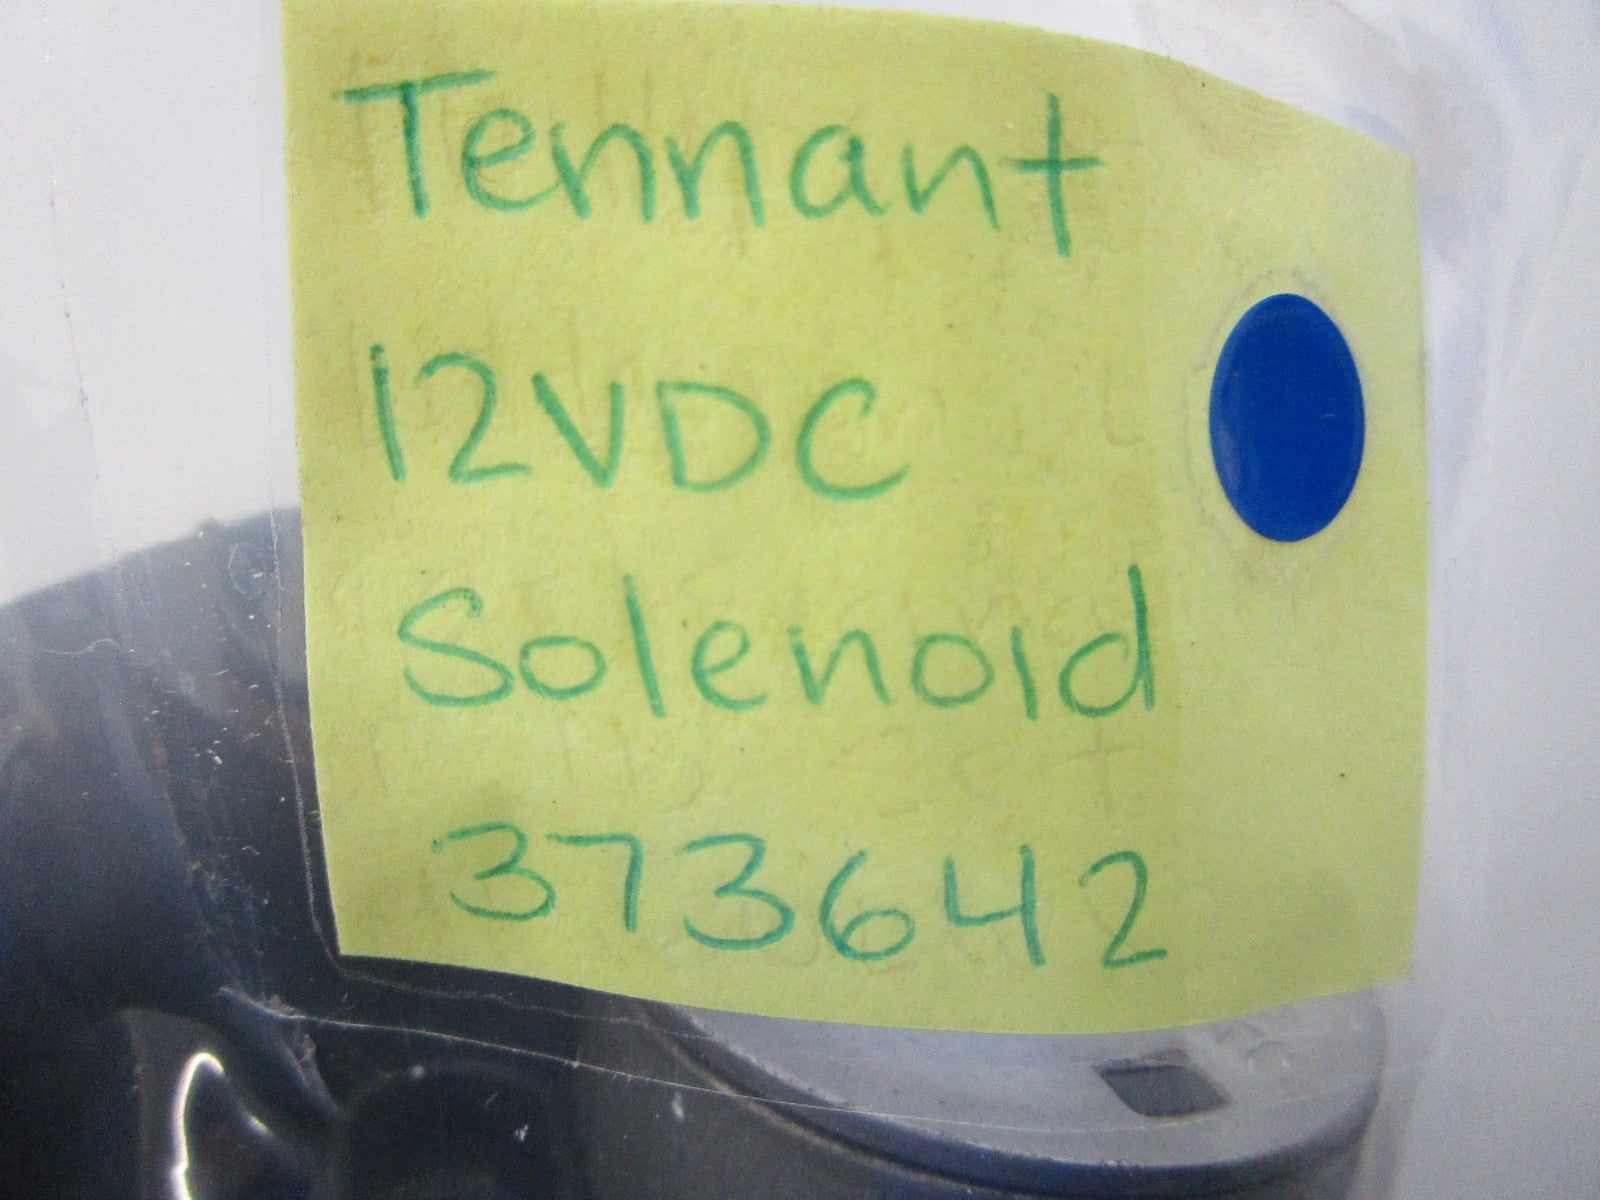 Tennant
12VDC
Solenoid
373642